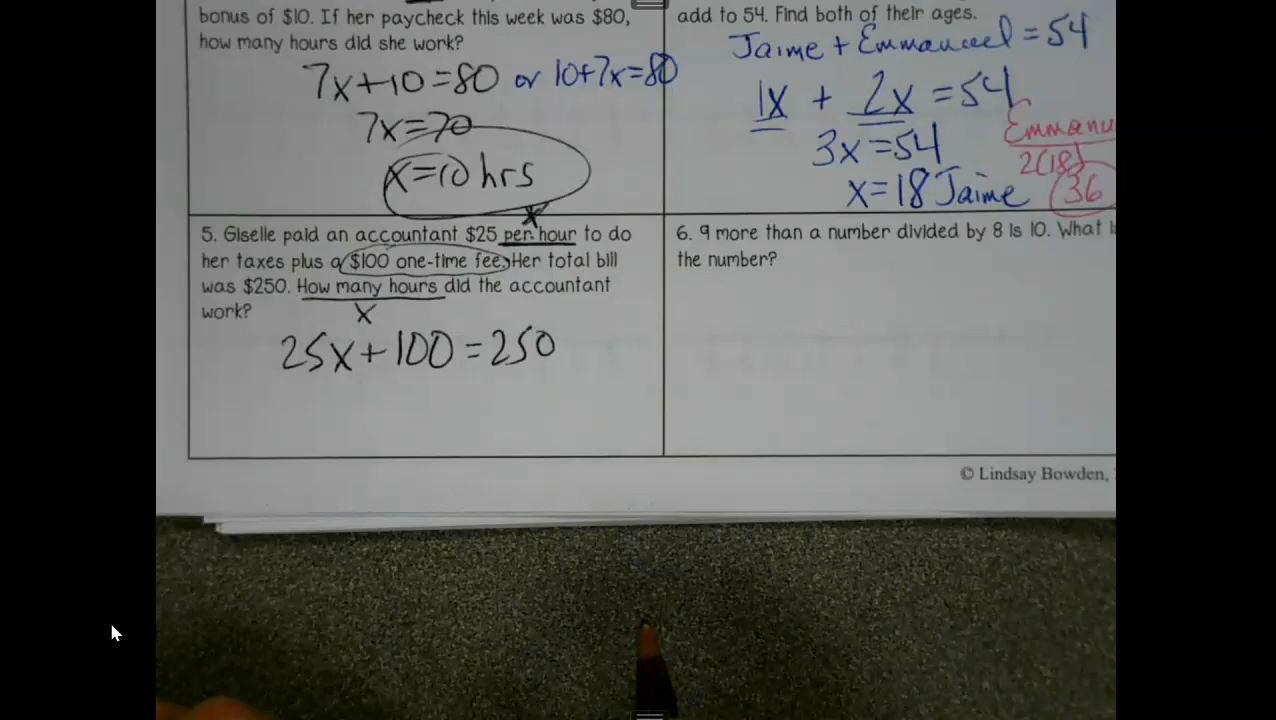 bonus of $10. If her paycheck this week was $80,
how many hours did she work?
7x+10=80 or 10+7x=80
7x=70
x=10 hrs
add to 54. Find both of their ages.
Jaime + Emmanuel = 54
1x + 2x = 54
3x=54
x=18 Jaime
Emmanu
2(18)
36
x
5. Giselle paid an accountant $25 per hour to do
her taxes plus a $100 one-time fee. Her total bill
was $250. How many hours did the accountant
work?
x
25x+100=250
6. 9 more than a number divided by 8 is 10. What i
the number?
© Lindsay Bowden,